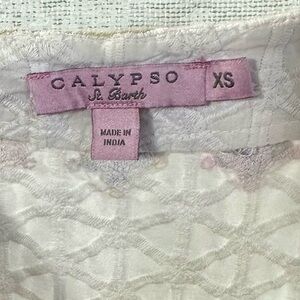 CALYPSO
St. Barth
XS
MADE IN
INDIA